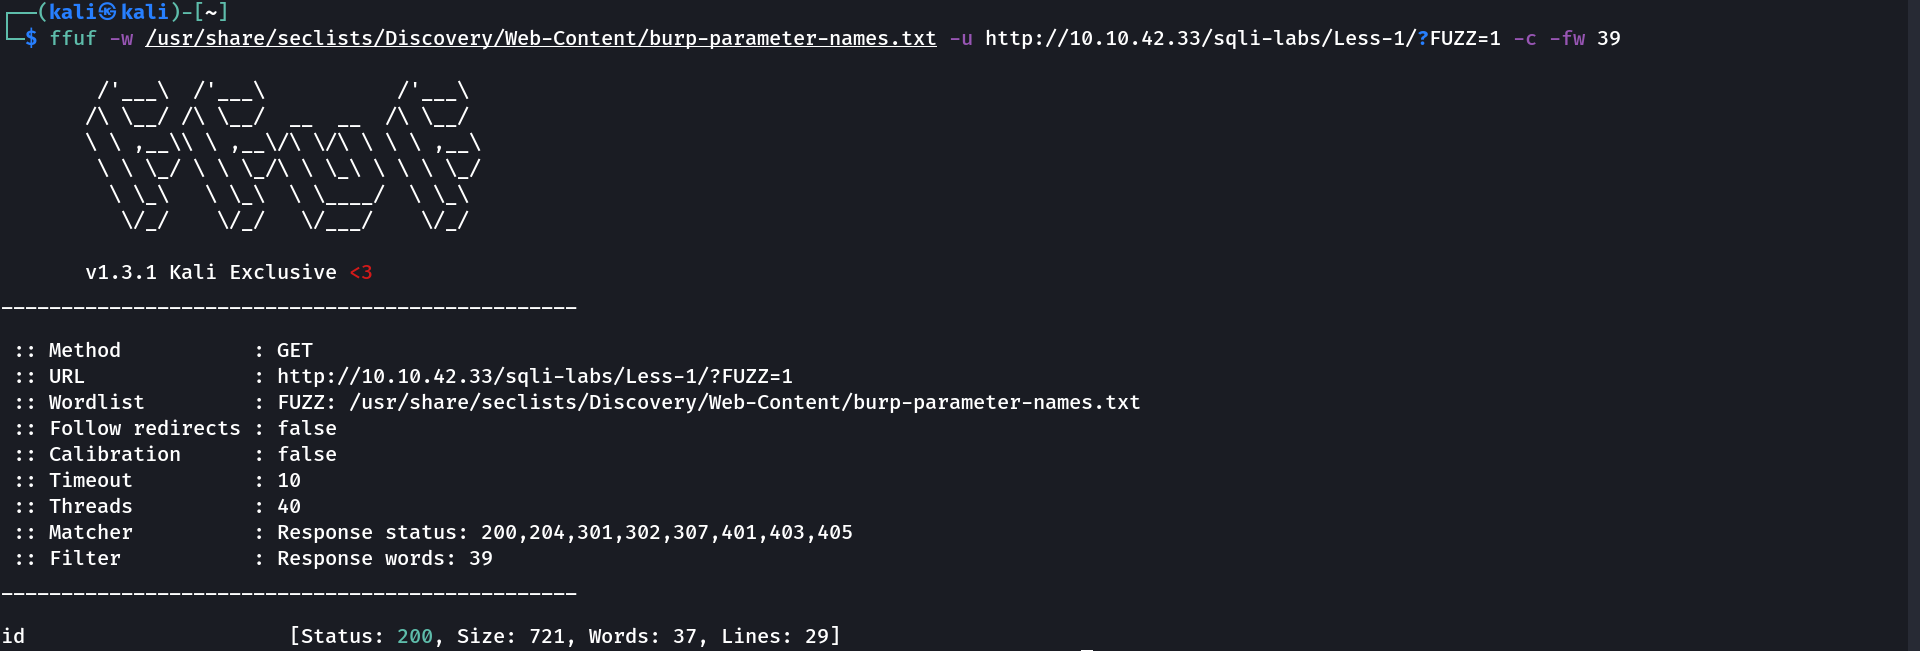 ┌──(kali㉿kali)-[~]
└─$ ffuf -w /usr/share/seclists/Discovery/Web-Content/burp-parameter-names.txt -u http://10.10.42.33/sqli-labs/Less-1/?FUZZ=1 -c -fw 39

        /'___\  /'___\           /'___\
       /\ \__/ /\ \__/  __  __  /\ \__/
       \ \ ,__\\ \ ,__\/\ \/\ \ \ \ ,__\
        \ \ \_/ \ \ \_/\ \ \_\ \ \ \ \_/
         \ \_\   \ \_\  \ \____/  \ \_\
          \/_/    \/_/   \/___/    \/_/

       v1.3.1 Kali Exclusive <3
________________________________________________

 :: Method           : GET
 :: URL              : http://10.10.42.33/sqli-labs/Less-1/?FUZZ=1
 :: Wordlist         : FUZZ: /usr/share/seclists/Discovery/Web-Content/burp-parameter-names.txt
 :: Follow redirects : false
 :: Calibration      : false
 :: Timeout          : 10
 :: Threads          : 40
 :: Matcher          : Response status: 200,204,301,302,307,401,403,405
 :: Filter           : Response words: 39
________________________________________________

id                      [Status: 200, Size: 721, Words: 37, Lines: 29]